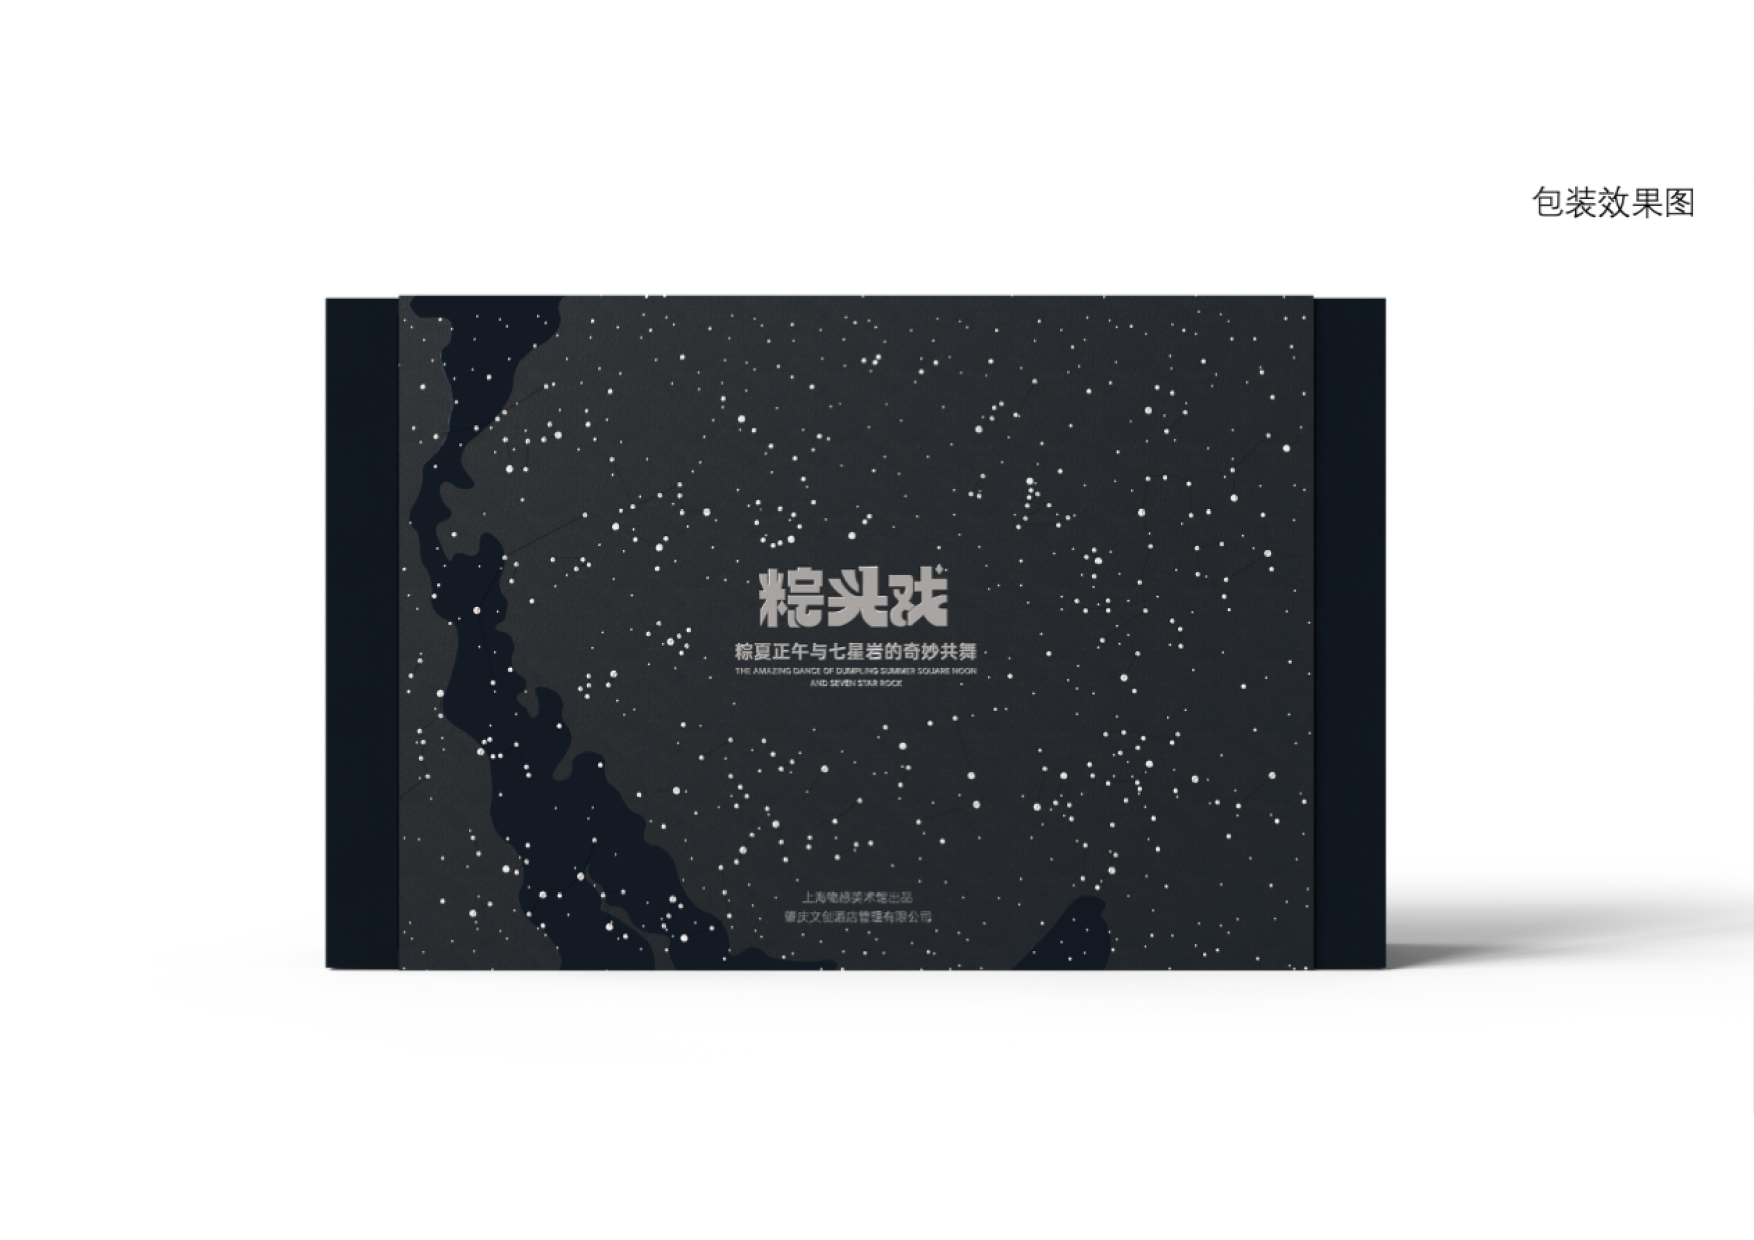 包装效果图
粽头戏
粽夏正午与七星岩的奇妙共舞
THE AMAZING DANCE OF DUMPLING SUMMER SQUARE NOON
AND SEVEN STAR ROCK
上海艺术馆出品
肇庆文创酒店管理有限公司